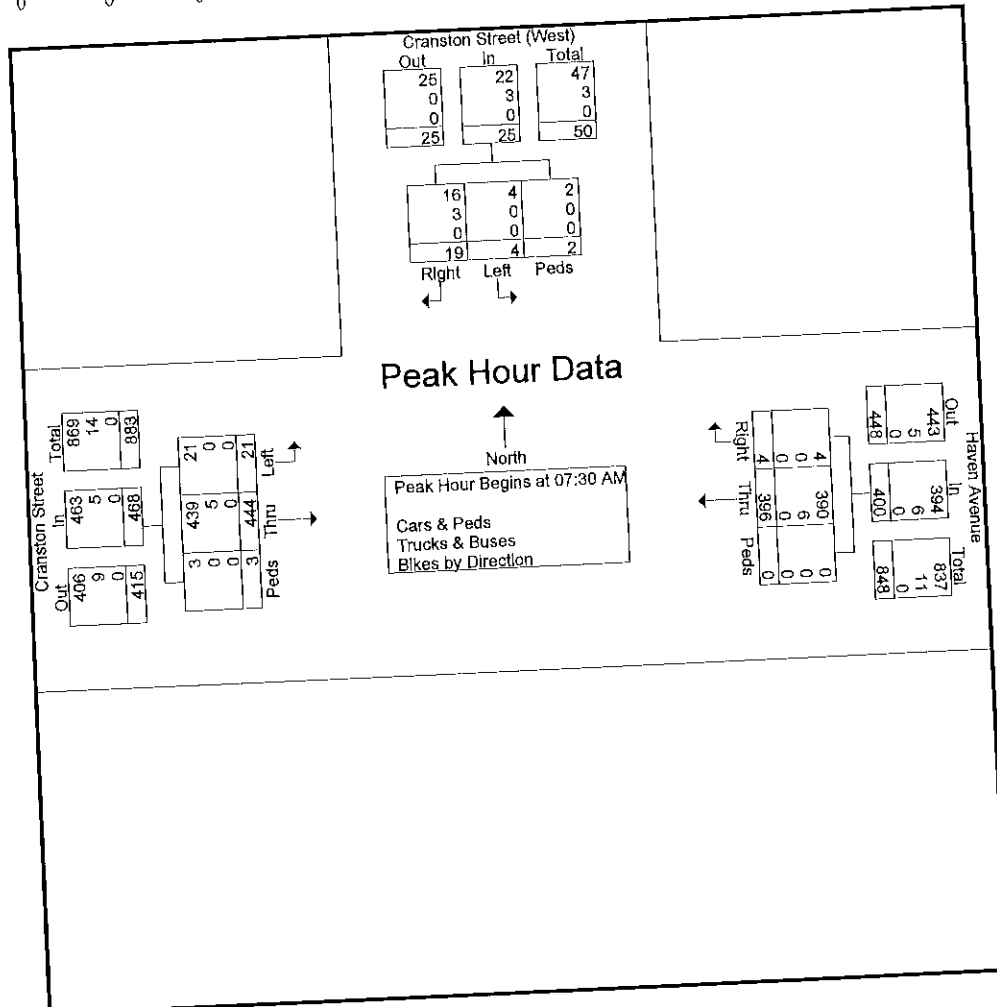 Cranston Street (West)
Out In Total
25 22 47
0 3 3
0 0 0
25 25 50
16 4 2
3 0 0
0 0 0
19 4 2
Right Left Peds
Peak Hour Data
North
Peak Hour Begins at 07:30 AM
Cars & Peds
Trucks & Buses
Bikes by Direction
Cranston Street
Total In Out
869 463 406
14 5 9
0 0 0
883 468 415
21 439 3
0 5 0
0 0 0
21 444 3
Left Thru Peds
Haven Avenue
Out In Total
443 394 837
5 6 11
0 0 0
448 400 848
4 390 0
0 6 0
0 0 0
4 396 0
Right Thru Peds